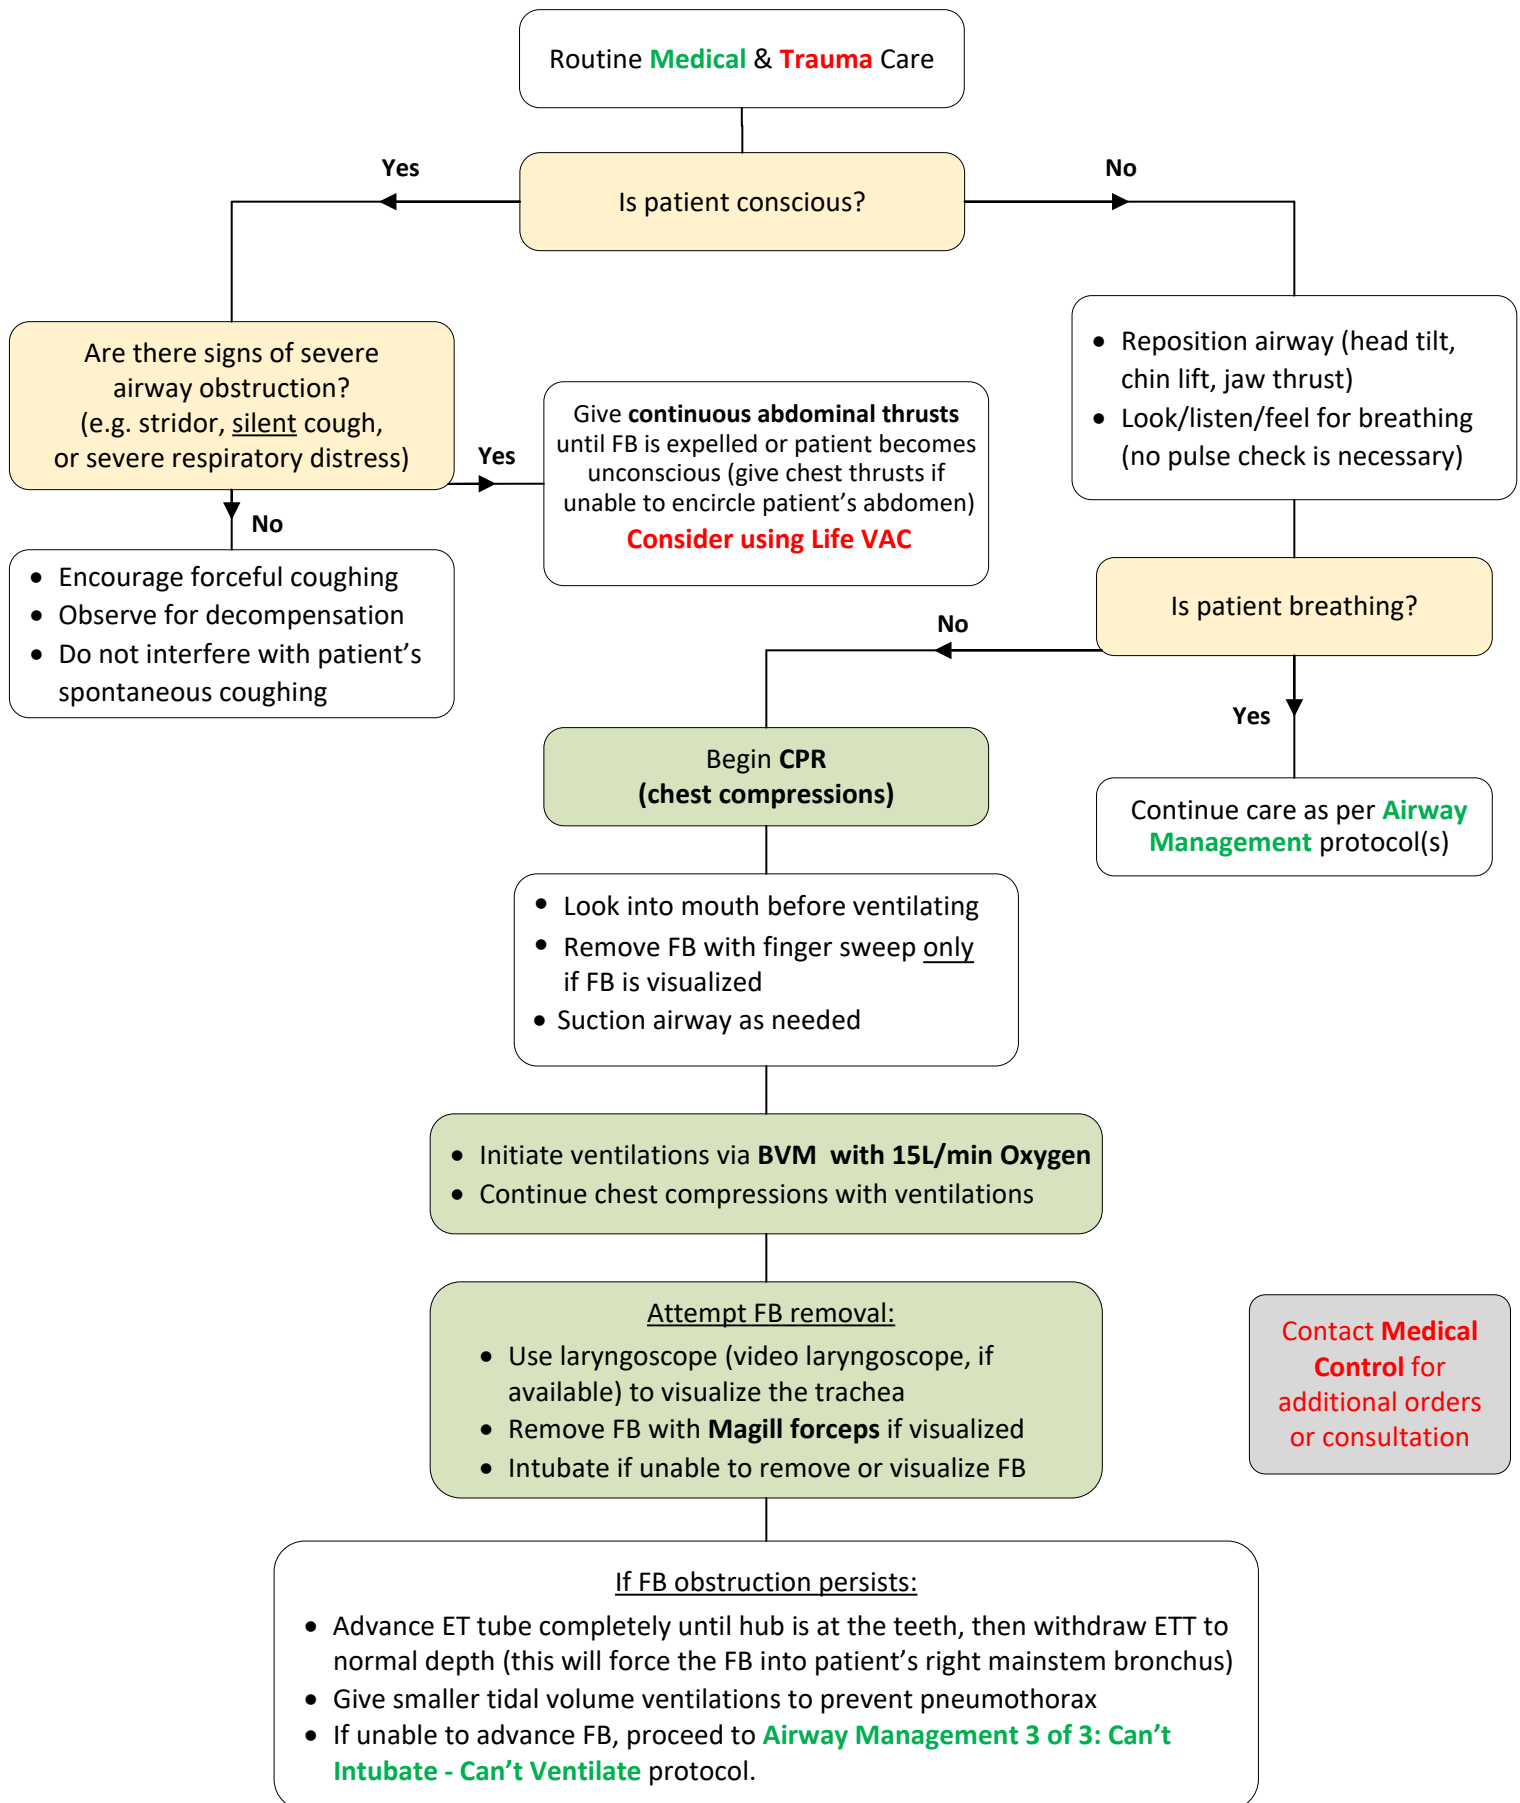 Routine Medical & Trauma Care
Yes
No
Is patient conscious?
Are there signs of severe
airway obstruction?
(e.g. stridor, silent cough,
or severe respiratory distress)
Yes
No
Give continuous abdominal thrusts
until FB is expelled or patient becomes
unconscious (give chest thrusts if
unable to encircle patient’s abdomen)
Consider using Life VAC
• Reposition airway (head tilt,
chin lift, jaw thrust)
• Look/listen/feel for breathing
(no pulse check is necessary)
• Encourage forceful coughing
• Observe for decompensation
• Do not interfere with patient’s
spontaneous coughing
Is patient breathing?
No
Yes
Begin CPR
(chest compressions)
Continue care as per Airway
Management protocol(s)
• Look into mouth before ventilating
• Remove FB with finger sweep only
if FB is visualized
• Suction airway as needed
• Initiate ventilations via BVM with 15L/min Oxygen
• Continue chest compressions with ventilations
Attempt FB removal:
• Use laryngoscope (video laryngoscope, if
available) to visualize the trachea
• Remove FB with Magill forceps if visualized
• Intubate if unable to remove or visualize FB
Contact Medical
Control for
additional orders
or consultation
If FB obstruction persists:
• Advance ET tube completely until hub is at the teeth, then withdraw ETT to
normal depth (this will force the FB into patient’s right mainstem bronchus)
• Give smaller tidal volume ventilations to prevent pneumothorax
• If unable to advance FB, proceed to Airway Management 3 of 3: Can’t
Intubate - Can’t Ventilate protocol.